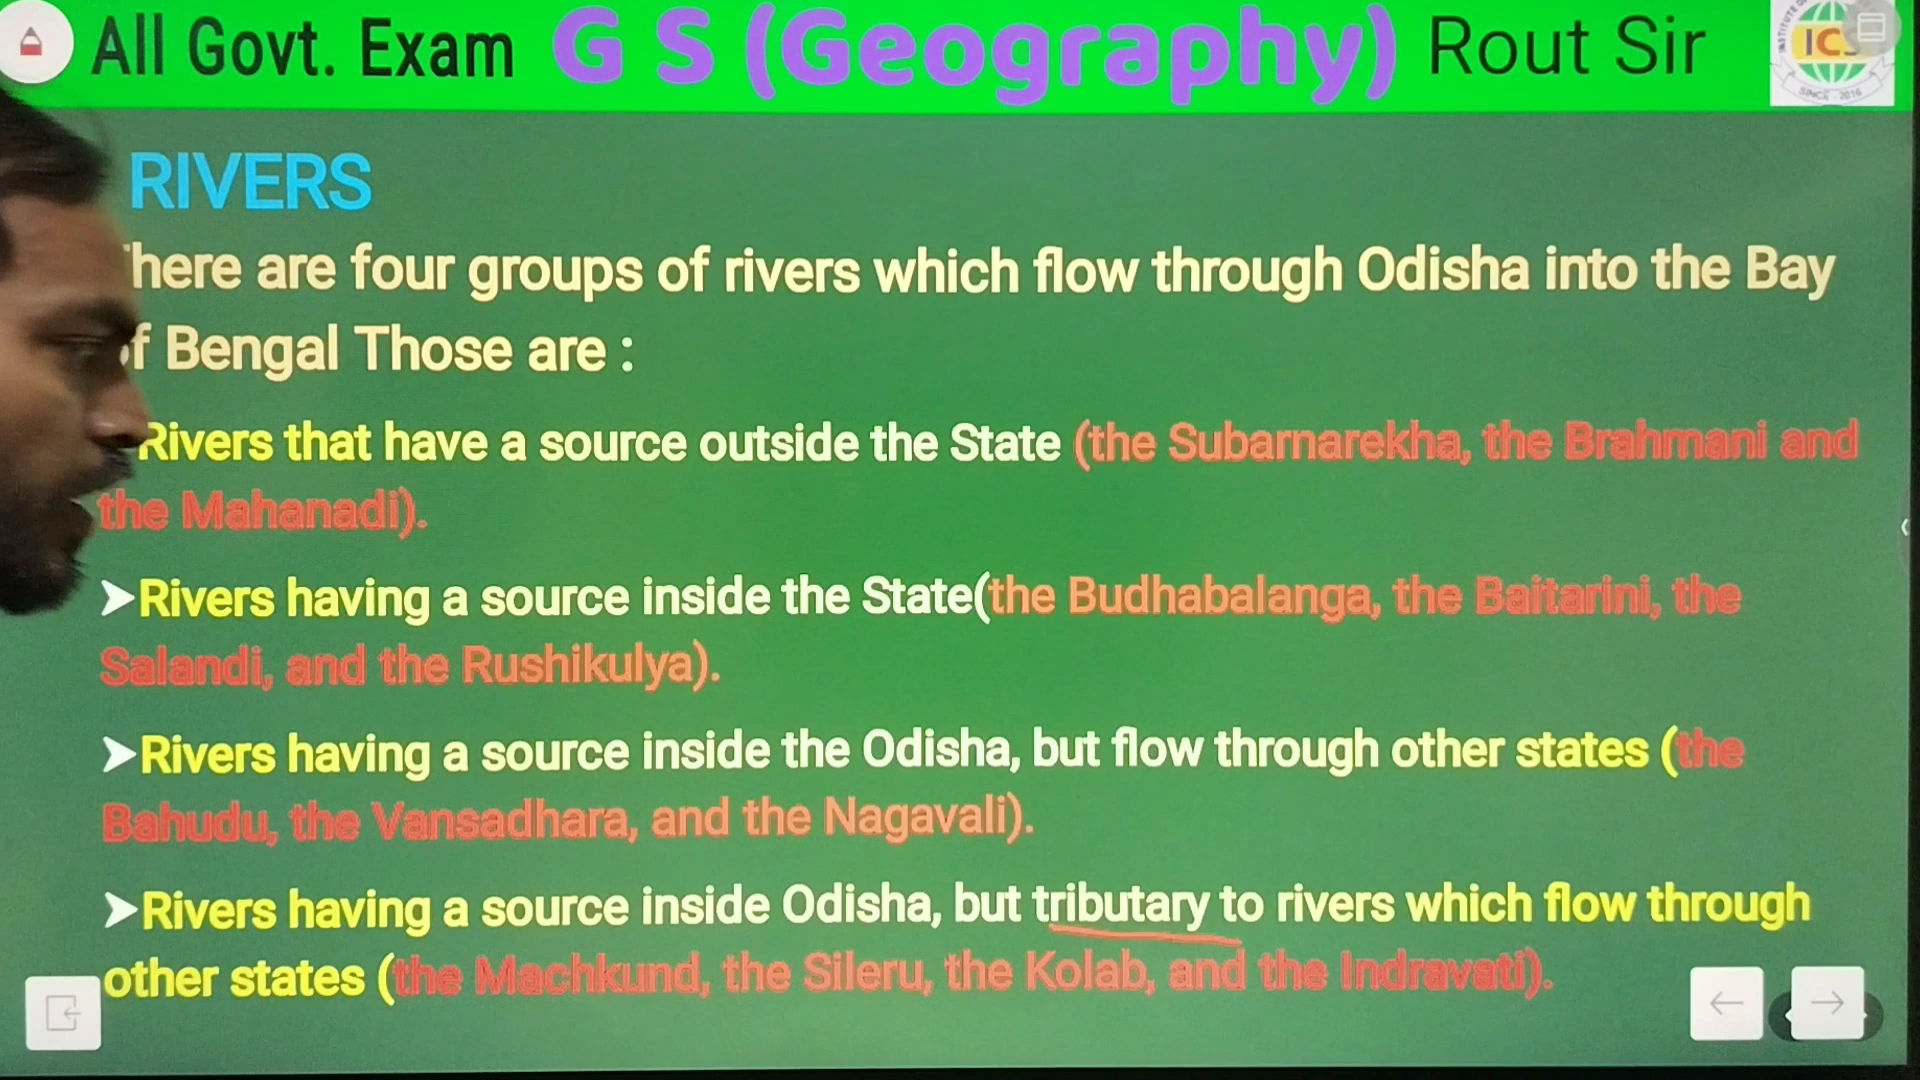 All Govt. Exam G S (Geography) Rout Sir
ICS
SINCE - 2016
RIVERS
here are four groups of rivers which flow through Odisha into the Bay
f Bengal Those are :
Rivers that have a source outside the State (the Subarnarekha, the Brahmani and
the Mahanadi).
➤Rivers having a source inside the State(the Budhabalanga, the Baitarini, the
Salandi, and the Rushikulya).
➤Rivers having a source inside the Odisha, but flow through other states (the
Bahudu, the Vansadhara, and the Nagavali).
➤Rivers having a source inside Odisha, but tributary to rivers which flow through
other states (the Machkund, the Sileru, the Kolab, and the Indravati).